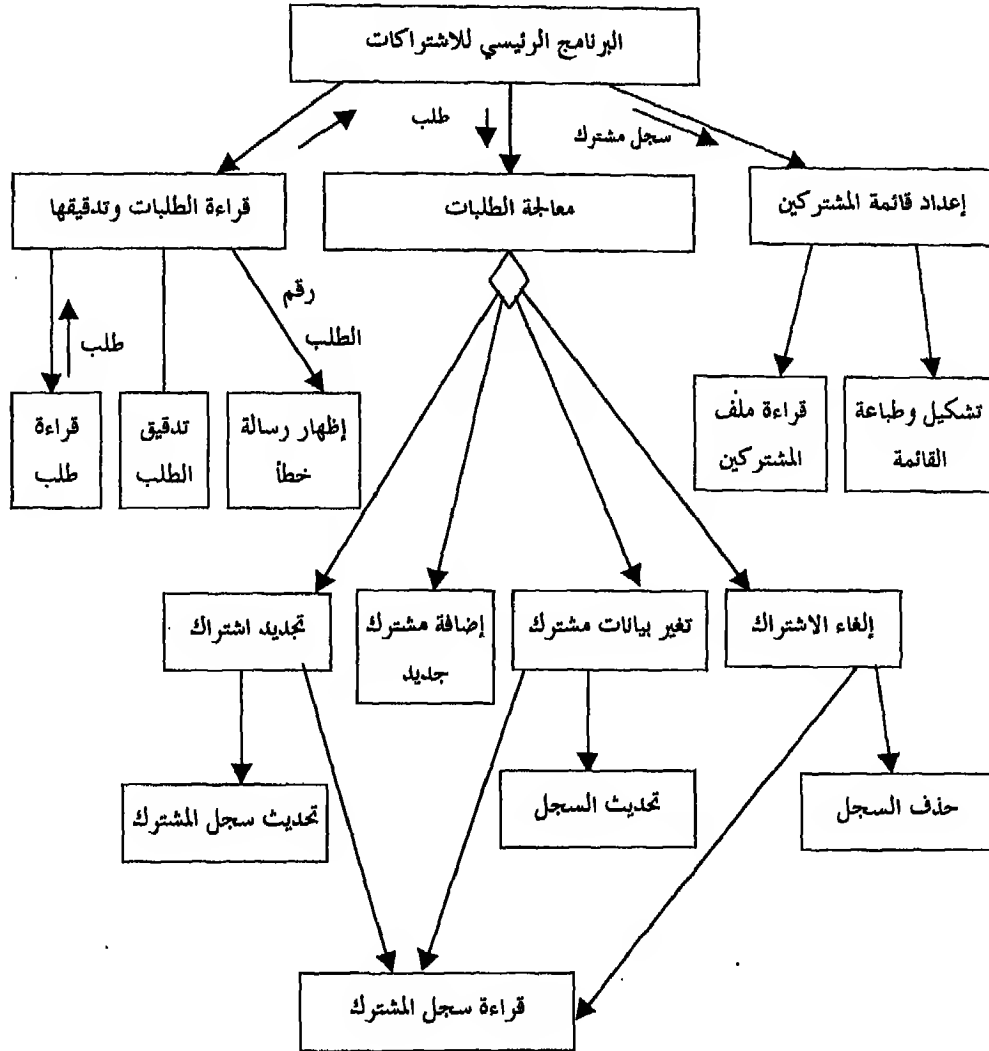 البرنامج الرئيسي للاشتراكات
طلب
سجل مشترك
إعداد قائمة المشتركين
معالجة الطلبات
قراءة الطلبات وتدقيقها
رقم
الطلب
طلب
تشكيل وطباعة
القائمة
قراءة ملف
المشتركين
إظهار رسالة
خطأ
تدقيق
الطلب
قراءة
طلب
إلغاء الاشتراك
تغير بيانات مشترك
إضافة مشترك
جديد
تجديد اشتراك
حذف السجل
تحديث السجل
تحديث سجل المشترك
قراءة سجل المشترك